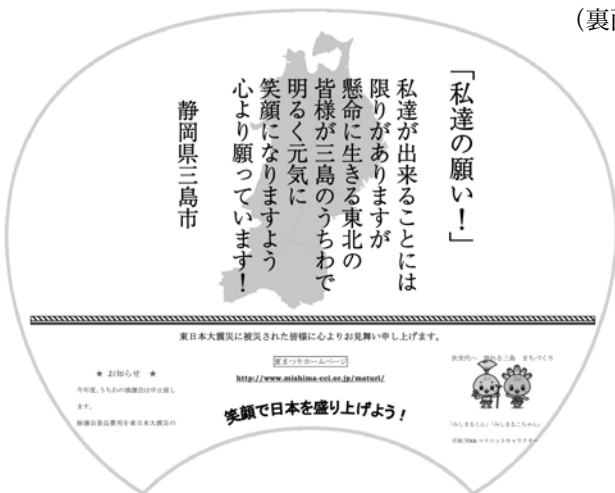 (裏面
「私達の願い！」
私達が出来ることには
限りがありますが
懸命に生きる東北の
皆様が三島のうちわで
明るく元気に
笑顔になりますよう
心より願っています！
静岡県三島市
東日本大震災に被災された皆様に心よりお見舞い申し上げます。
★ お知らせ ★
今年度、うちわの抽選会は中止致し
ます。
抽選会景品費用を東日本大震災の
夏まつりホームページ
http://www.mishima-cci.or.jp/maturi/
笑顔で日本を盛り上げよう！
次世代へ 誇れる三島 まちづくり
「みしまるくん」「みしまるこちゃん」
市制 70th マスコットキャラクター